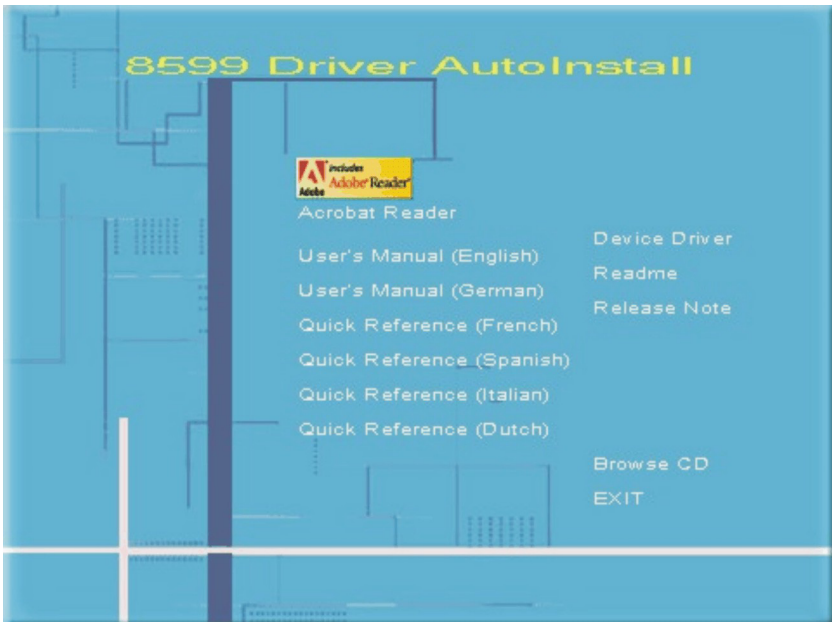 8599 Driver AutoInstall
includes
Adobe® Reader®
Adobe
Acrobat Reader
User's Manual (English)
User's Manual (German)
Quick Reference (French)
Quick Reference (Spanish)
Quick Reference (Italian)
Quick Reference (Dutch)
Device Driver
Readme
Release Note
Browse CD
EXIT